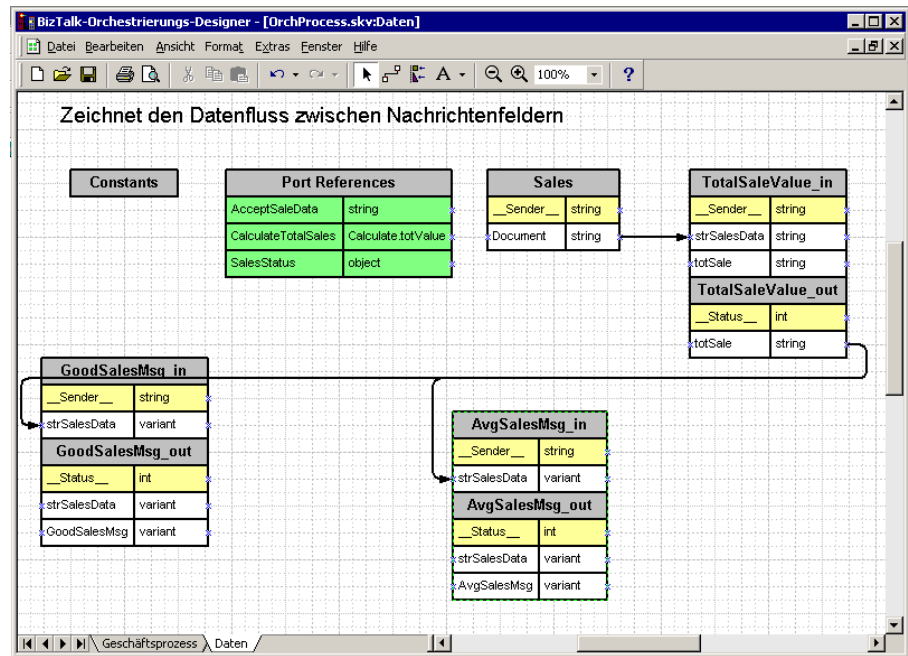 BizTalk-Orchestrierungs-Designer - [OrchProcess.skv:Daten]
Datei Bearbeiten Ansicht Format Extras Fenster Hilfe
A 100% ?
Zeichnet den Datenfluss zwischen Nachrichtenfeldern
Constants
Port References
AcceptSaleData string
CalculateTotalSales Calculate.totValue
SalesStatus object
Sales
__Sender__ string
Document string
TotalSaleValue_in
__Sender__ string
strSalesData string
totSale string
TotalSaleValue_out
__Status__ int
totSale string
GoodSalesMsg_in
__Sender__ string
strSalesData variant
GoodSalesMsg_out
__Status__ int
strSalesData variant
GoodSalesMsg variant
AvgSalesMsg_in
__Sender__ string
strSalesData variant
AvgSalesMsg_out
__Status__ int
strSalesData variant
AvgSalesMsg variant
Geschäftsprozess Daten